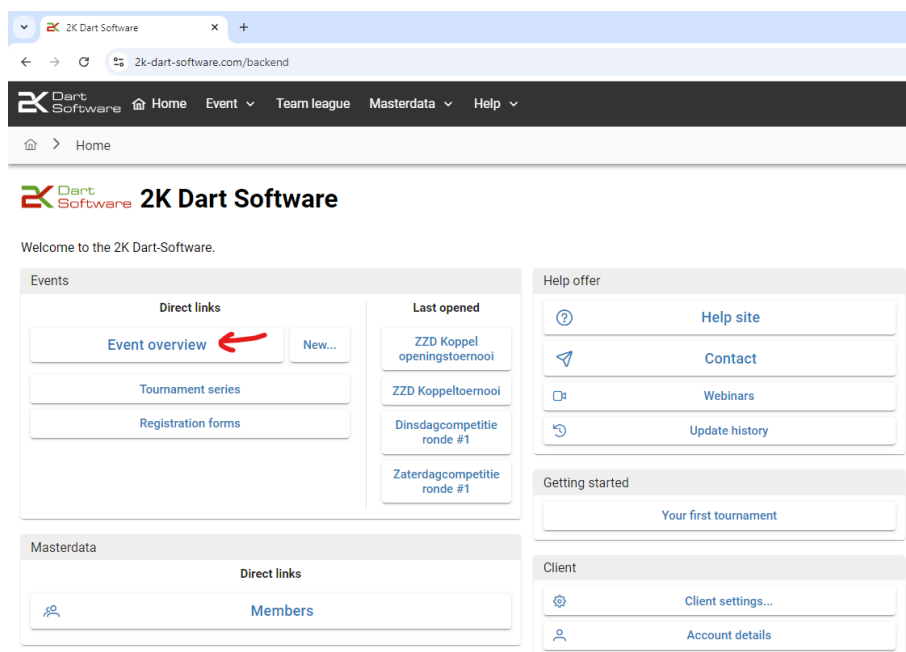 2K Dart Software
2k-dart-software.com/backend
2K Dart Software
Home
Event
Team league
Masterdata
Help
Home
2K Dart Software
2K Dart Software
Welcome to the 2K Dart-Software.
Events
Direct links
Event overview
New...
Tournament series
Registration forms
Last opened
ZZD Koppel
openingstoernooi
ZZD Koppeltoernooi
Dinsdagcompetitie
ronde #1
Zaterdagcompetitie
ronde #1
Masterdata
Direct links
Members
Help offer
Help site
Contact
Webinars
Update history
Getting started
Your first tournament
Client
Client settings...
Account details